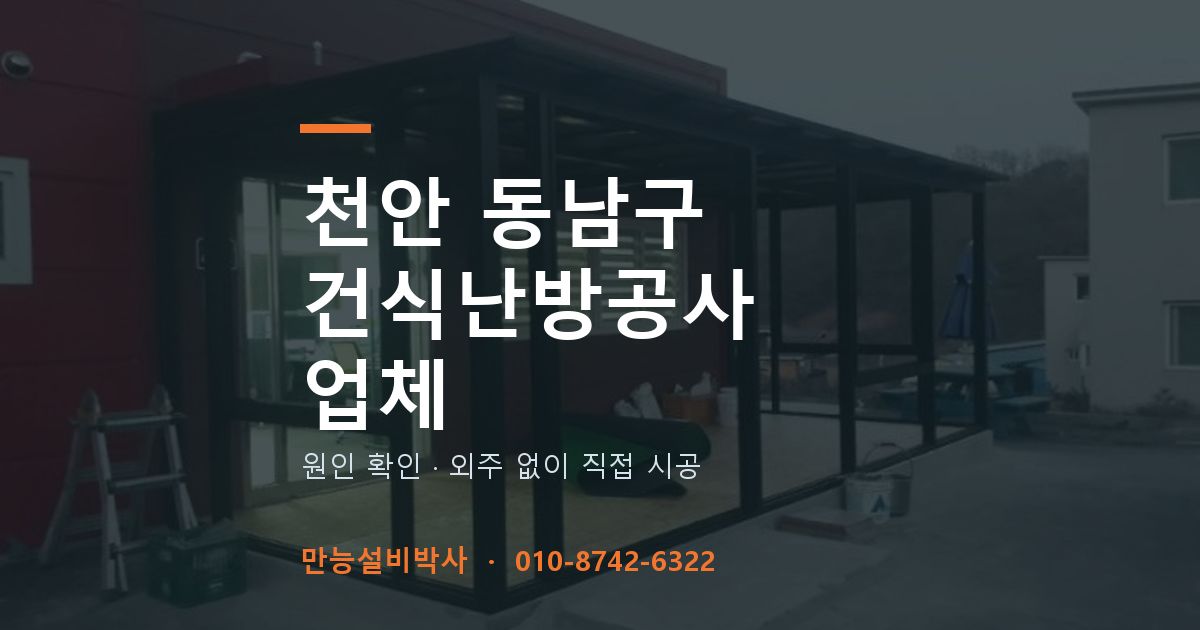 천안 동남구
건식난방공사
업체
원인 확인 · 외주 없이 직접 시공
만능설비박사 · 010-8742-6322